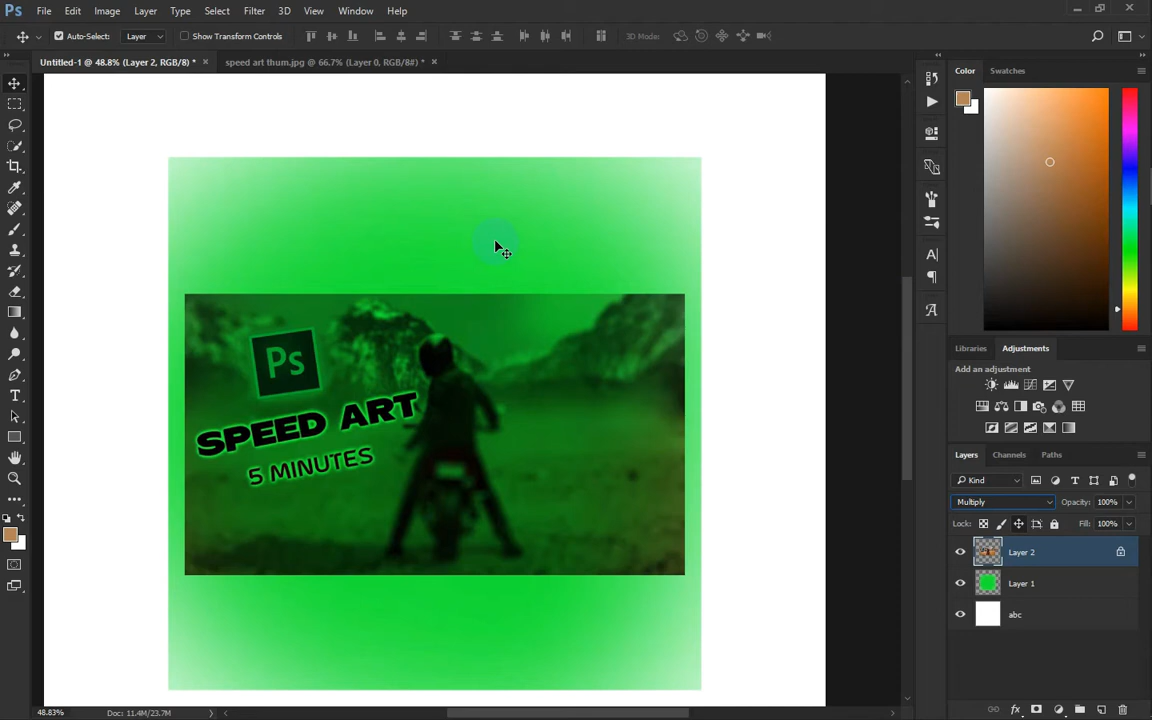 Ps File Edit Image Layer Type Select Filter 3D View Window Help
Auto-Select: Layer Show Transform Controls 3D Mode:
Untitled-1 @ 48.8% (Layer 2, RGB/8) * × speed art thum.jpg @ 66.7% (Layer 0, RGB/8#) * ×
Color Swatches
Ps
SPEED ART
5 MINUTES
Libraries Adjustments
Add an adjustment
Layers Channels Paths
Kind
Multiply Opacity: 100%
Lock: Fill: 100%
Layer 2
Layer 1
abc
48.83% Doc: 11.4M/23.7M